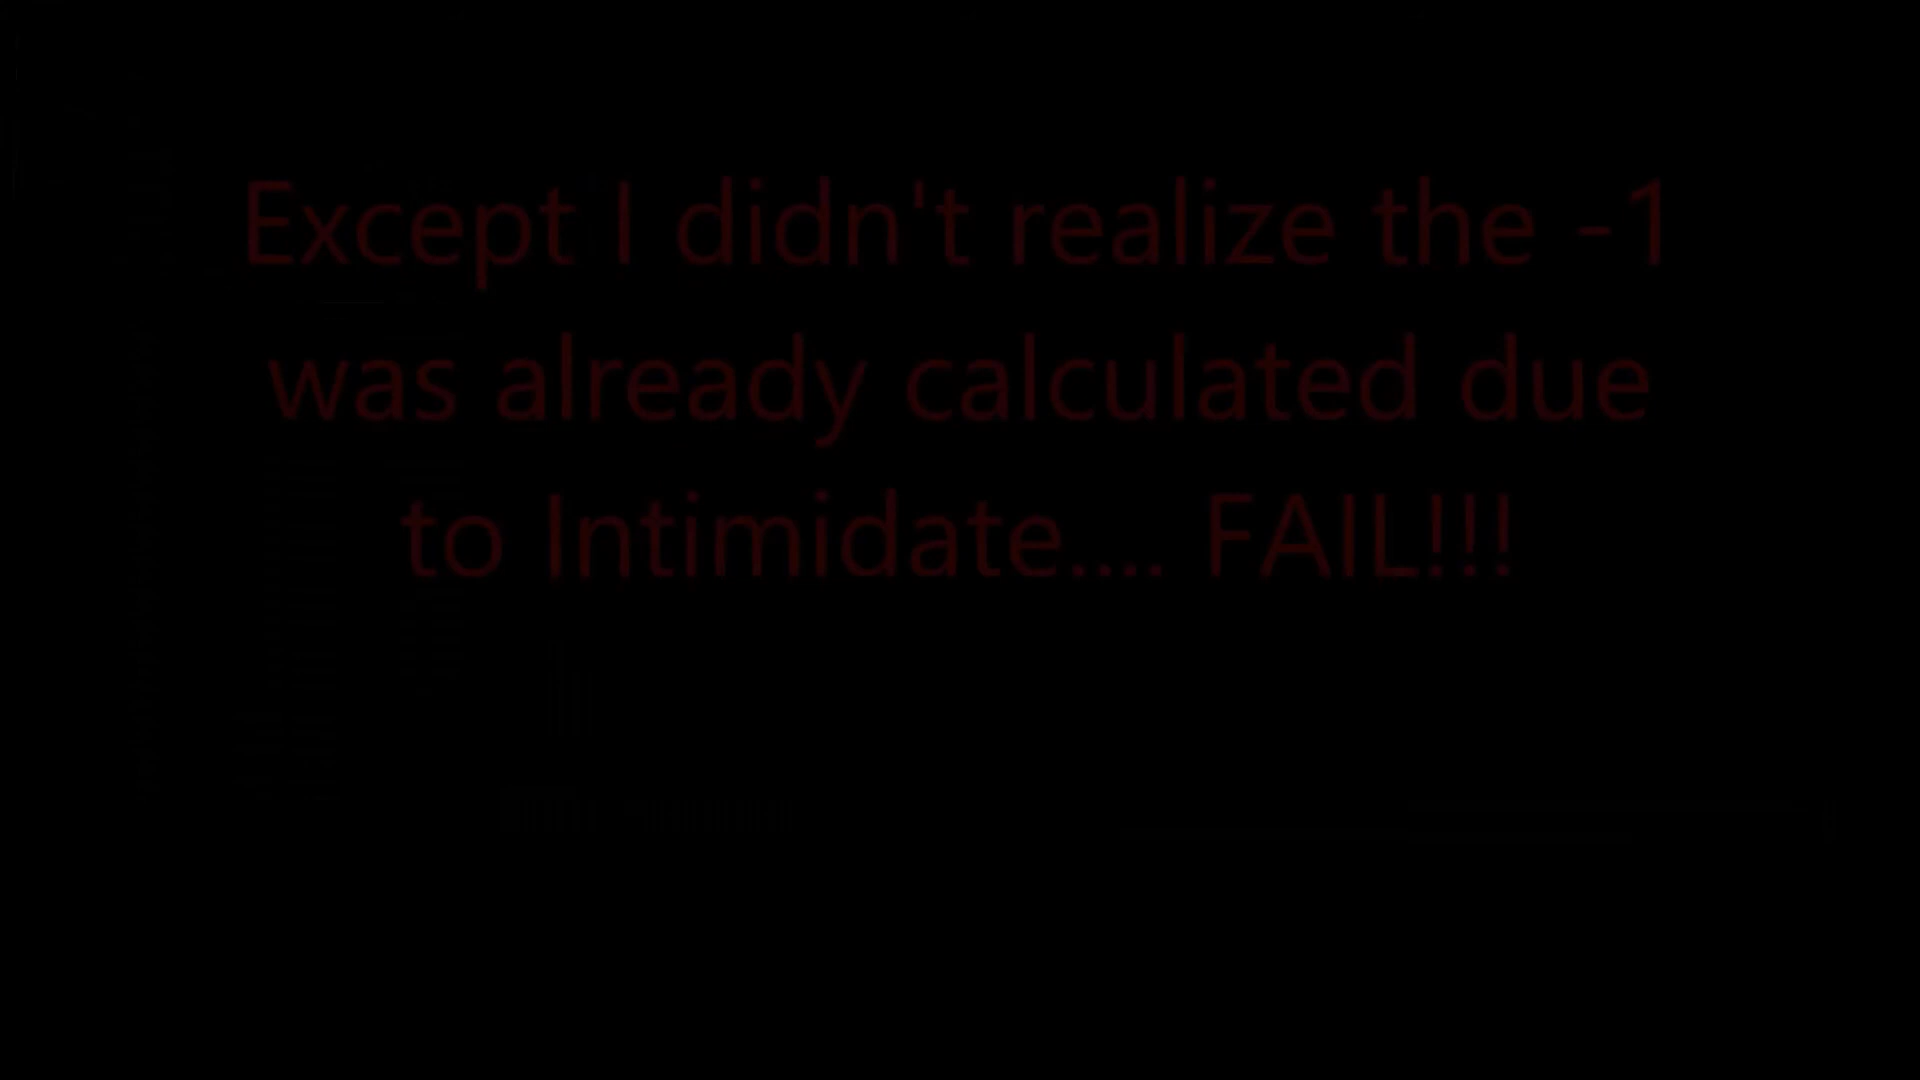 Except I didn't realize the -1
was already calculated due
to Intimidate.... FAIL!!!